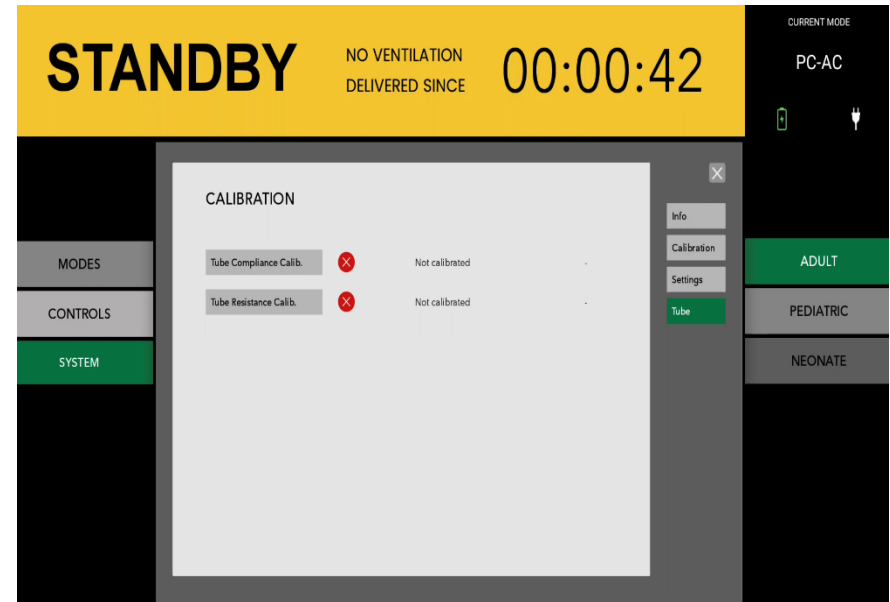 STANDBY
NO VENTILATION
DELIVERED SINCE
00:00:42
CURRENT MODE
PC-AC
CALIBRATION
Tube Compliance Calib.
Not calibrated
-
Tube Resistance Calib.
Not calibrated
-
Info
Calibration
Settings
Tube
MODES
CONTROLS
SYSTEM
ADULT
PEDIATRIC
NEONATE